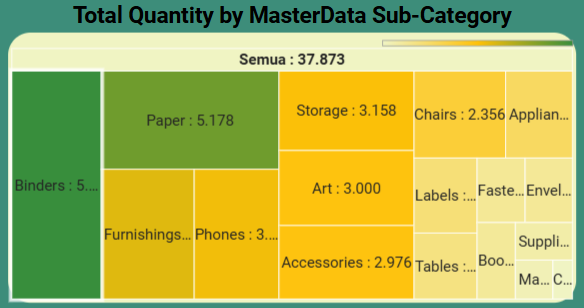 Total Quantity by MasterData Sub-Category
Semua : 37.873
Binders : 5....
Paper : 5.178
Furnishings...
Phones : 3....
Storage : 3.158
Art : 3.000
Accessories : 2.976
Chairs : 2.356
Applian...
Labels :...
Faste...
Envel...
Tables :...
Boo...
Suppli...
Ma...
C...